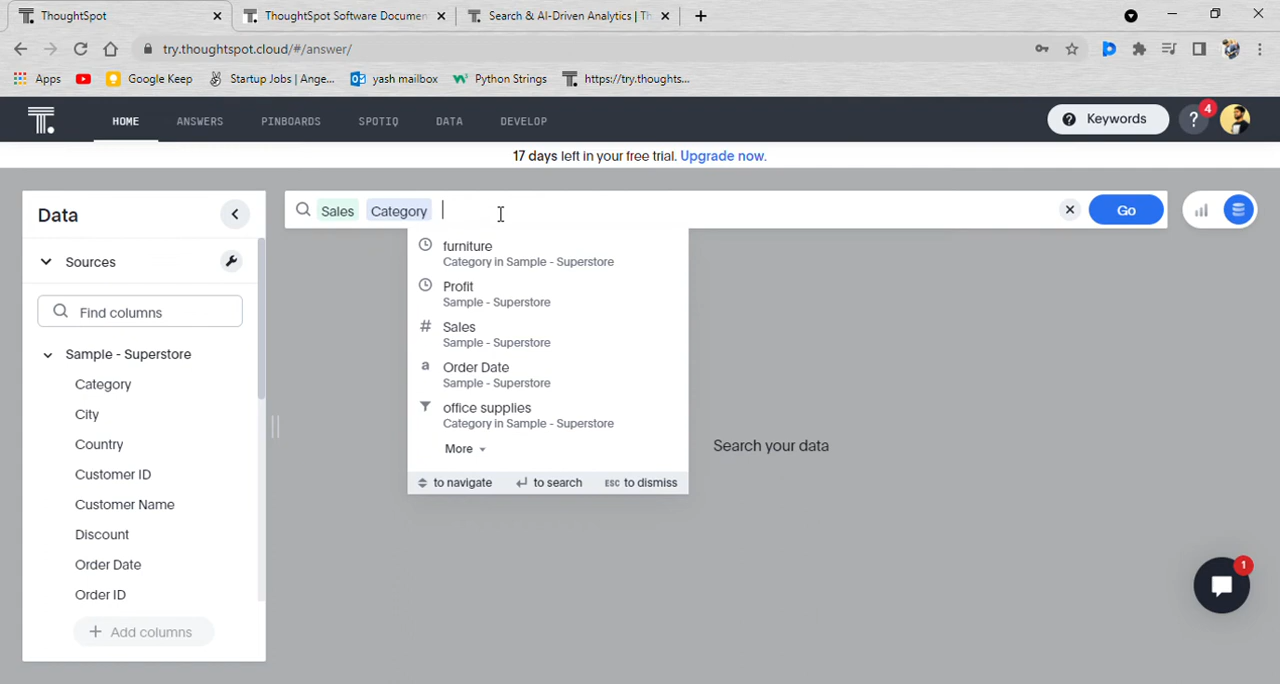 ThoughtSpot
ThoughtSpot Software Documen
Search & AI-Driven Analytics | Th
try.thoughtspot.cloud/#/answer/
Apps
Google Keep
Startup Jobs | Ange...
yash mailbox
Python Strings
https://try.thoughts...
HOME
ANSWERS
PINBOARDS
SPOTIQ
DATA
DEVELOP
Keywords
?
4
17 days left in your free trial. Upgrade now.
Data
Sales Category
Go
Sources
Find columns
Sample - Superstore
Category
City
Country
Customer ID
Customer Name
Discount
Order Date
Order ID
+ Add columns
furniture
Category in Sample - Superstore
Profit
Sample - Superstore
# Sales
Sample - Superstore
a Order Date
Sample - Superstore
office supplies
Category in Sample - Superstore
More
to navigate
to search
ESC to dismiss
Search your data
1